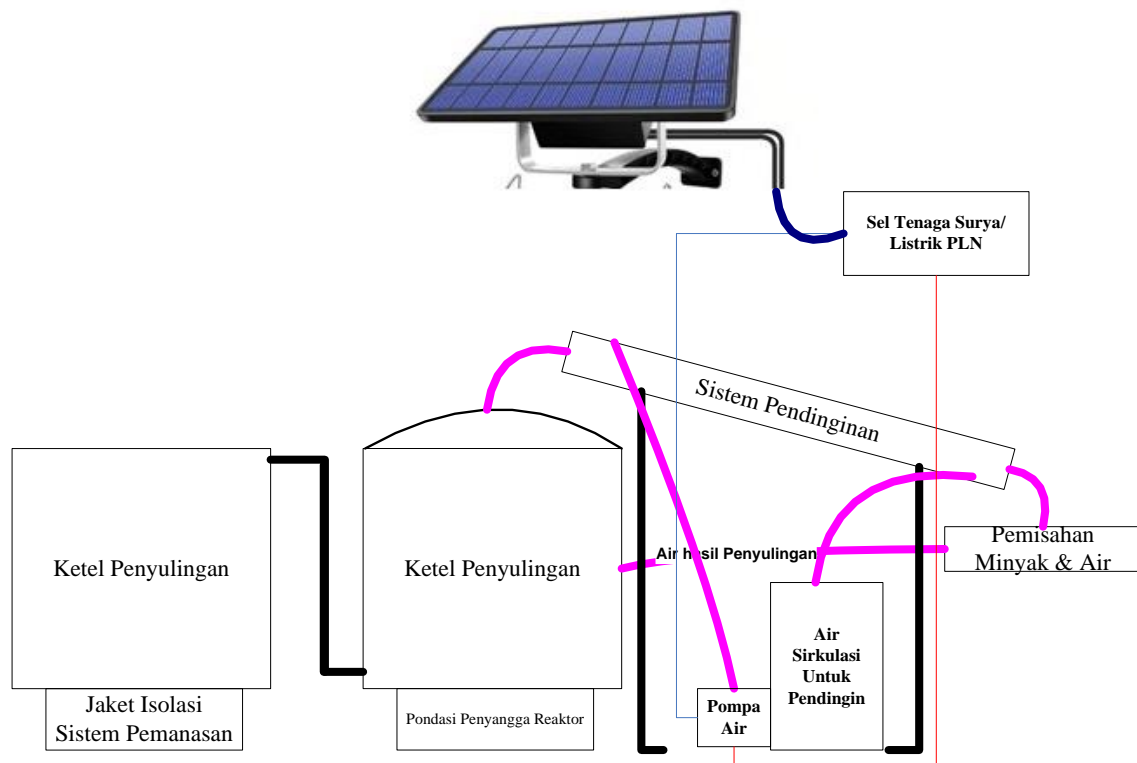 Sel Tenaga Surya/
Listrik PLN
Sistem Pendinginan
Ketel Penyulingan
Ketel Penyulingan
Air hasil Penyulingan
Pemisahan
Minyak & Air
Air
Sirkulasi
Untuk
Pendingin
Jaket Isolasi
Sistem Pemanasan
Pondasi Penyangga Reaktor
Pompa
Air